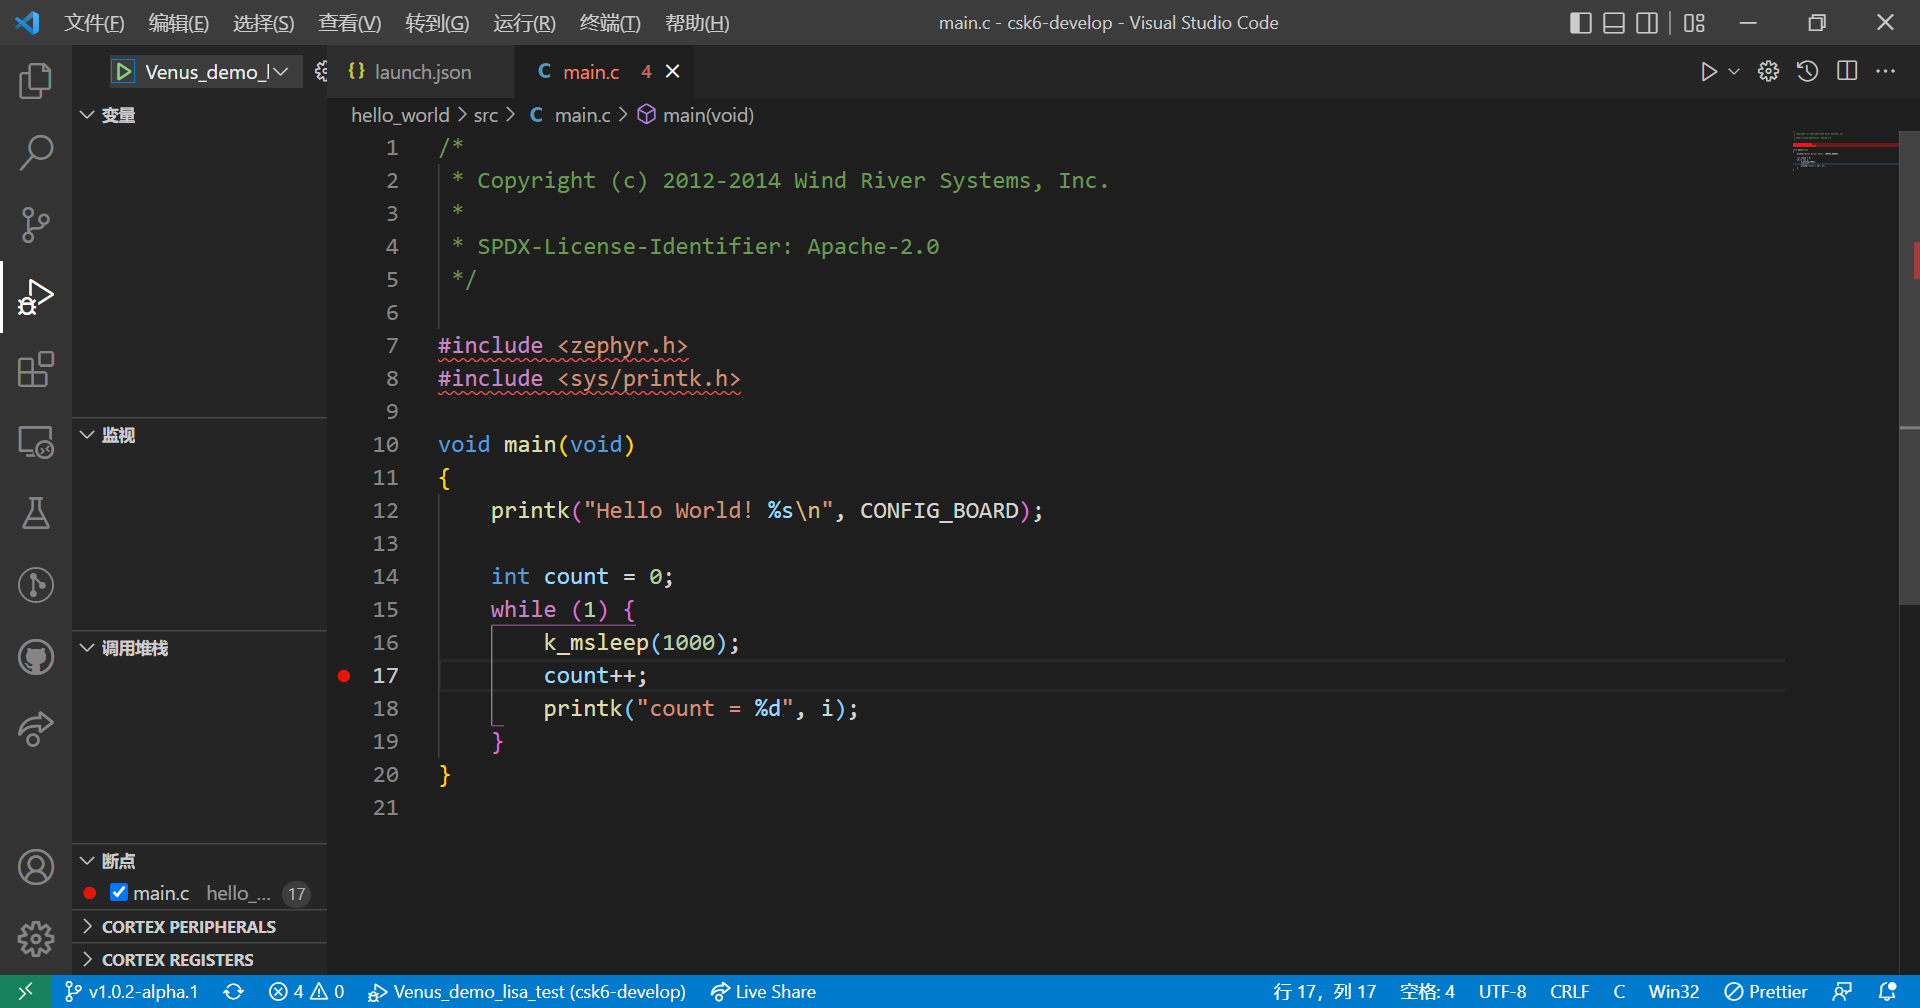 文件(F) 编辑(E) 选择(S) 查看(V) 转到(G) 运行(R) 终端(T) 帮助(H) main.c - csk6-develop - Visual Studio Code
Venus_demo_l
launch.json
C main.c 4
hello_world > src > C main.c > main(void)
变量
监视
调用堆栈
断点
main.c hello_... 17
CORTEX PERIPHERALS
CORTEX REGISTERS
1 /*
2 * Copyright (c) 2012-2014 Wind River Systems, Inc.
3 *
4 * SPDX-License-Identifier: Apache-2.0
5 */
6
7 #include <zephyr.h>
8 #include <sys/printk.h>
9
10 void main(void)
11 {
12 printk("Hello World! %s\n", CONFIG_BOARD);
13
14 int count = 0;
15 while (1) {
16 k_msleep(1000);
17 count++;
18 printk("count = %d", i);
19 }
20 }
21
v1.0.2-alpha.1 4 0 Venus_demo_lisa_test (csk6-develop) Live Share 行 17，列 17 空格: 4 UTF-8 CRLF C Win32 Prettier